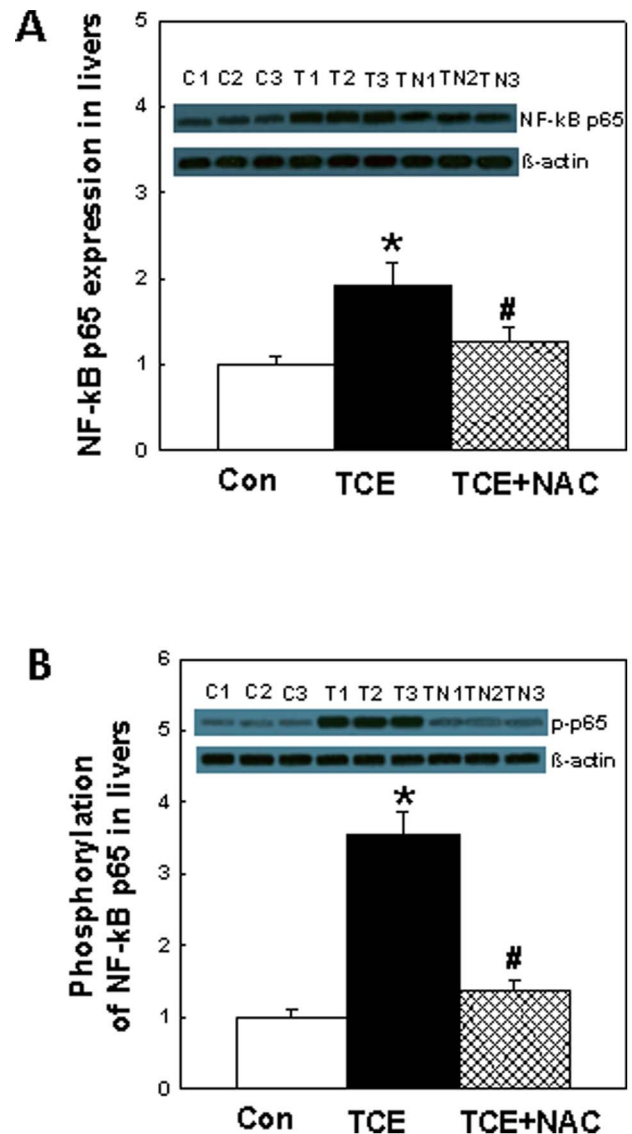 A
NF-kB p65 expression in livers
5
4
3
2
1
0
C1 C2 C3 T1 T2 T3 TN1 TN2 TN3
NF-kB p65
ß-actin
*
#
Con TCE TCE+NAC
B
Phosphorylation
of NF-kB p65 in livers
6
5
4
3
2
1
0
C1 C2 C3 T1 T2 T3 TN1 TN2 TN3
p-p65
ß-actin
*
#
Con TCE TCE+NAC